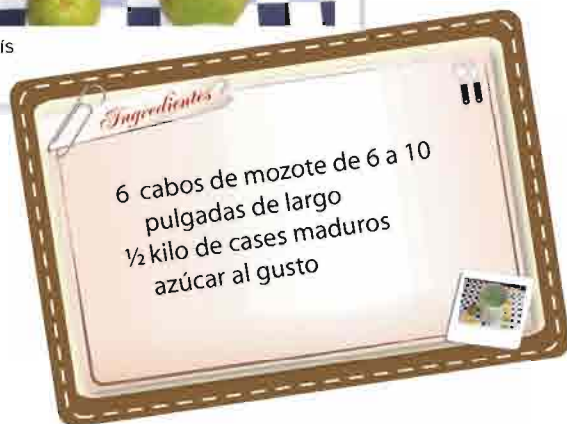 ís
Ingredientes
6 cabos de mozote de 6 a 10
pulgadas de largo
½ kilo de cases maduros
azúcar al gusto